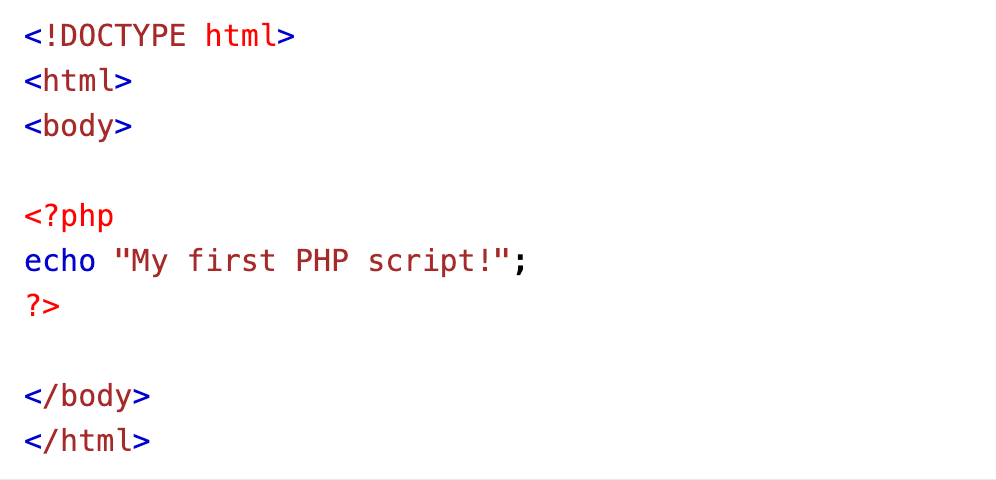 <!DOCTYPE html>
<html>
<body>
<?php
echo "My first PHP script!";
?>
</body>
</html>